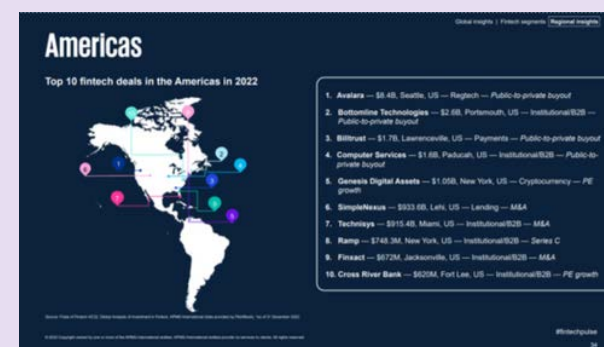 Global insights | Fintech segments | Regional insights
Americas
Top 10 fintech deals in the Americas in 2022
1. Avalara — $8.4B, Seattle, US — Regtech — Public-to-private buyout
2. Bottomline Technologies — $2.6B, Portsmouth, US — Institutional/B2B —
Public-to-private buyout
3. Billtrust — $1.7B, Lawrenceville, US — Payments — Public-to-private buyout
4. Computer Services — $1.6B, Paducah, US — Institutional/B2B — Public-to-
private buyout
5. Genesis Digital Assets — $1.05B, New York, US — Cryptocurrency — PE
growth
6. SimpleNexus — $933.6B, Lehi, US — Lending — M&A
7. Technisys — $915.4B, Miami, US — Institutional/B2B — M&A
8. Ramp — $748.3M, New York, US — Institutional/B2B — Series C
9. Finxact — $672M, Jacksonville, US — Institutional/B2B — M&A
10. Cross River Bank — $620M, Fort Lee, US — Institutional/B2B — PE growth
2
1
4
3
5
#fintechpulse
34